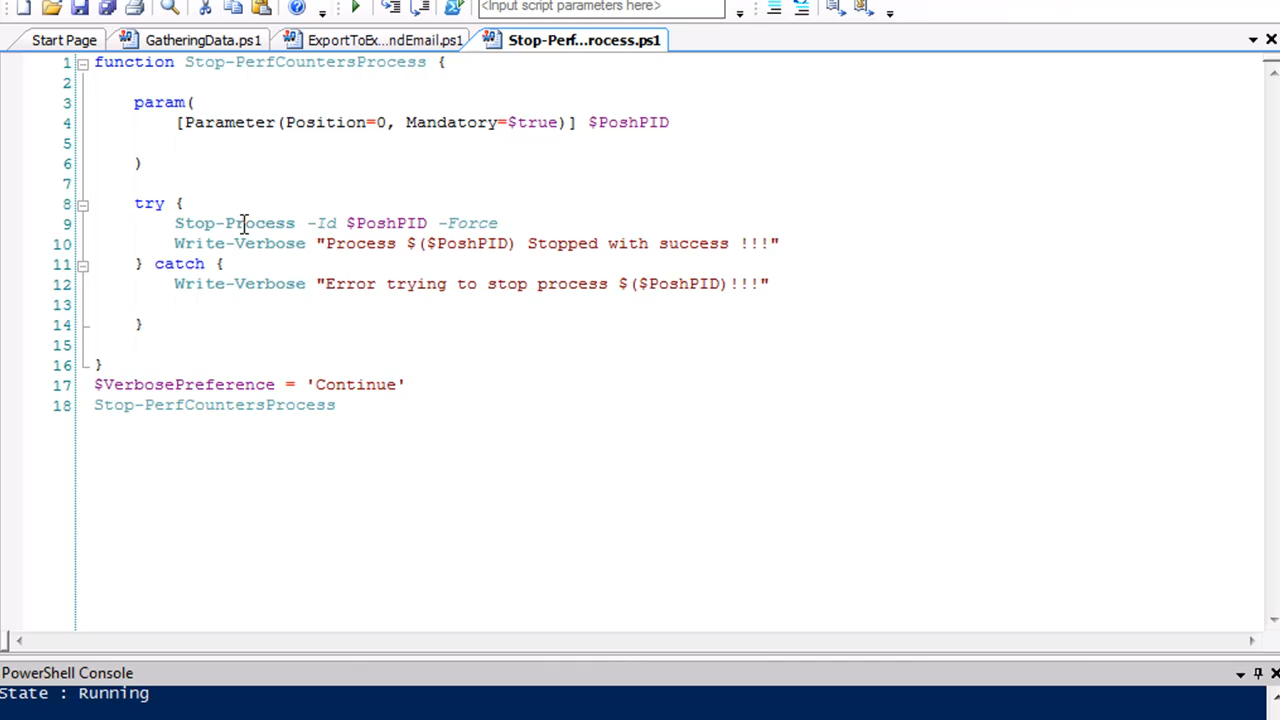 <Input script parameters here>
Start Page GatheringData.ps1 ExportToEx...ndEmail.ps1 Stop-Perf...rocess.ps1
1 function Stop-PerfCountersProcess {
2
3 param(
4 [Parameter(Position=0, Mandatory=$true)] $PoshPID
5
6 )
7
8 try {
9 Stop-Process -Id $PoshPID -Force
10 Write-Verbose "Process $($PoshPID) Stopped with success !!!"
11 } catch {
12 Write-Verbose "Error trying to stop process $($PoshPID)!!!"
13
14 }
15
16 }
17 $VerbosePreference = 'Continue'
18 Stop-PerfCountersProcess
PowerShell Console
State : Running